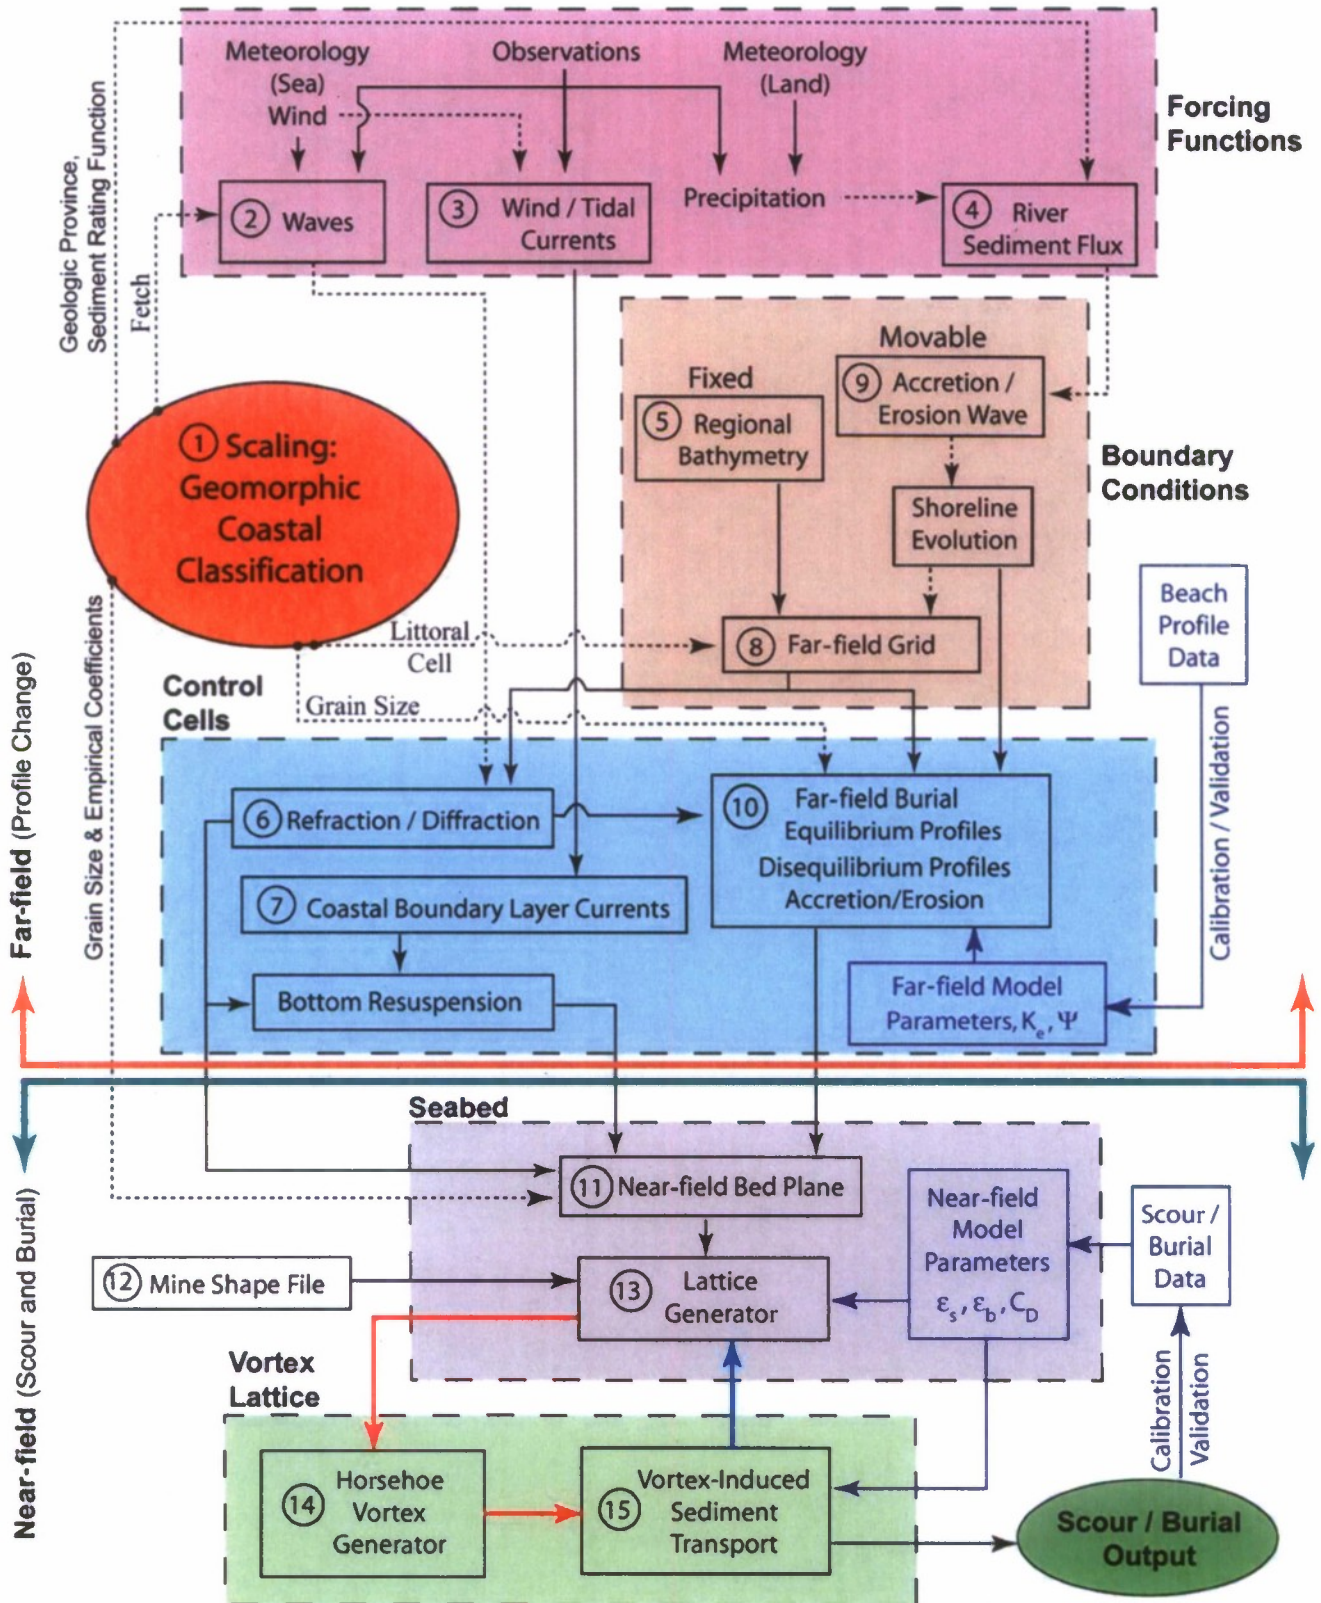 Meteorology
(Sea)
Wind
Observations
Meteorology
(Land)
Forcing
Functions
Precipitation
2 Waves
3 Wind / Tidal
Currents
4 River
Sediment Flux
Geologic Province,
Sediment Rating Function
Fetch
Movable
9 Accretion /
Erosion Wave
Fixed
5 Regional
Bathymetry
Boundary
Conditions
Shoreline
Evolution
1 Scaling:
Geomorphic
Coastal
Classification
Beach
Profile
Data
Littoral
Cell
8 Far-field Grid
Grain Size
Control
Cells
Far-field (Profile Change)
Grain Size & Empirical Coefficients
Calibration / Validation
6 Refraction / Diffraction
10 Far-field Burial
Equilibrium Profiles
Disequilibrium Profiles
Accretion/Erosion
7 Coastal Boundary Layer Currents
Bottom Resuspension
Far-field Model
Parameters, Ke, Ψ
Seabed
11 Near-field Bed Plane
Near-field
Model
Parameters
εs, εb, CD
Scour /
Burial
Data
12 Mine Shape File
13 Lattice
Generator
Near-field (Scour and Burial)
Vortex
Lattice
Calibration
Validation
14 Horsehoe
Vortex
Generator
15 Vortex-Induced
Sediment
Transport
Scour / Burial
Output